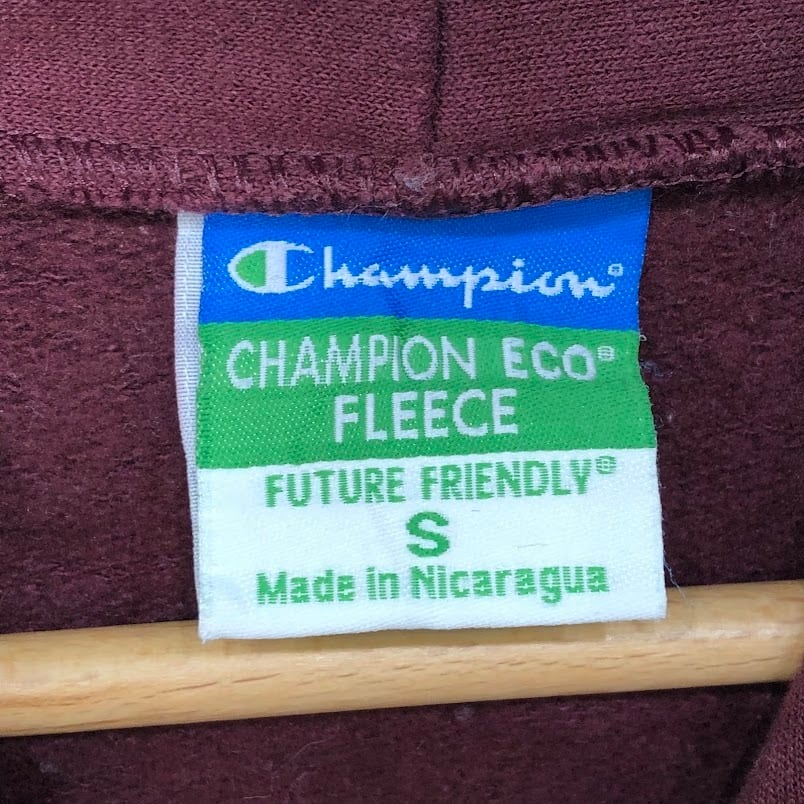 Champion®
CHAMPION ECO®
FLEECE
FUTURE FRIENDLY®
S
Made in Nicaragua